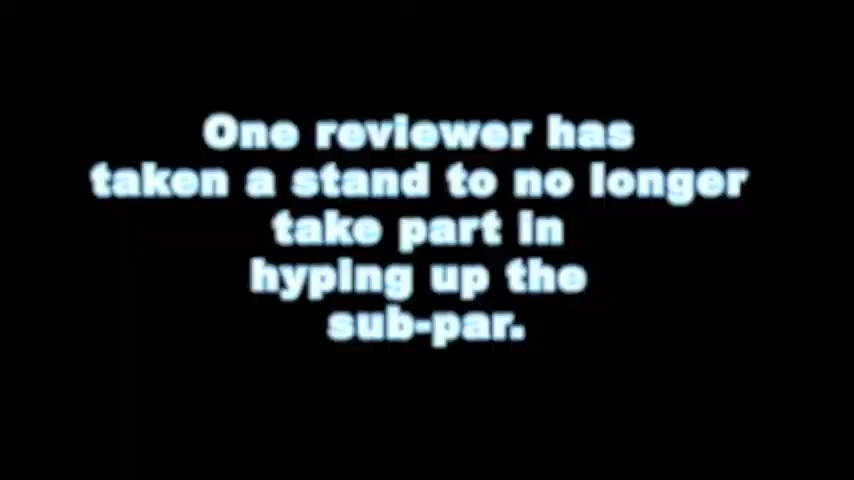 One reviewer has
taken a stand to no longer
take part in
hyping up the
sub-par.